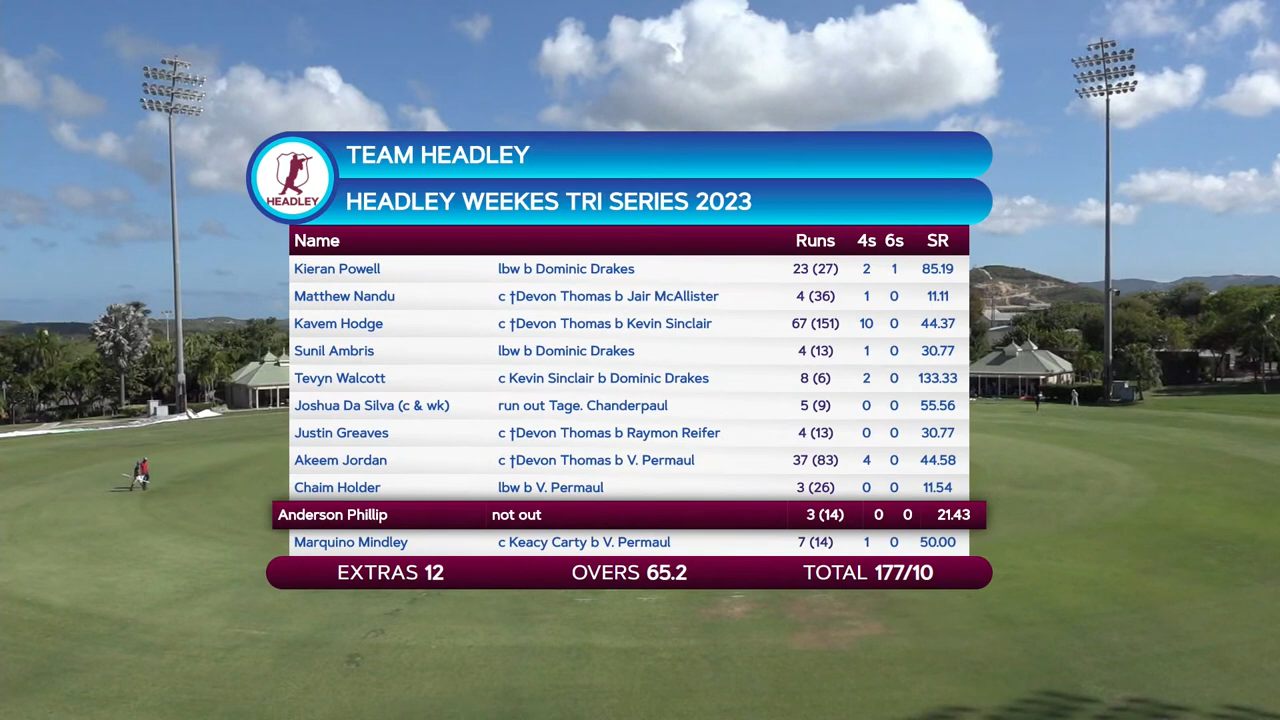 TEAM HEADLEY
HEADLEY
HEADLEY WEEKES TRI SERIES 2023
Name Runs 4s 6s SR
Kieran Powell lbw b Dominic Drakes 23 (27) 2 1 85.19
Matthew Nandu c †Devon Thomas b Jair McAllister 4 (36) 1 0 11.11
Kavem Hodge c †Devon Thomas b Kevin Sinclair 67 (151) 10 0 44.37
Sunil Ambris lbw b Dominic Drakes 4 (13) 1 0 30.77
Tevyn Walcott c Kevin Sinclair b Dominic Drakes 8 (6) 2 0 133.33
Joshua Da Silva (c & wk) run out Tage. Chanderpaul 5 (9) 0 0 55.56
Justin Greaves c †Devon Thomas b Raymon Reifer 4 (13) 0 0 30.77
Akeem Jordan c †Devon Thomas b V. Permaul 37 (83) 4 0 44.58
Chaim Holder lbw b V. Permaul 3 (26) 0 0 11.54
Anderson Phillip not out 3 (14) 0 0 21.43
Marquino Mindley c Keacy Carty b V. Permaul 7 (14) 1 0 50.00
EXTRAS 12 OVERS 65.2 TOTAL 177/10